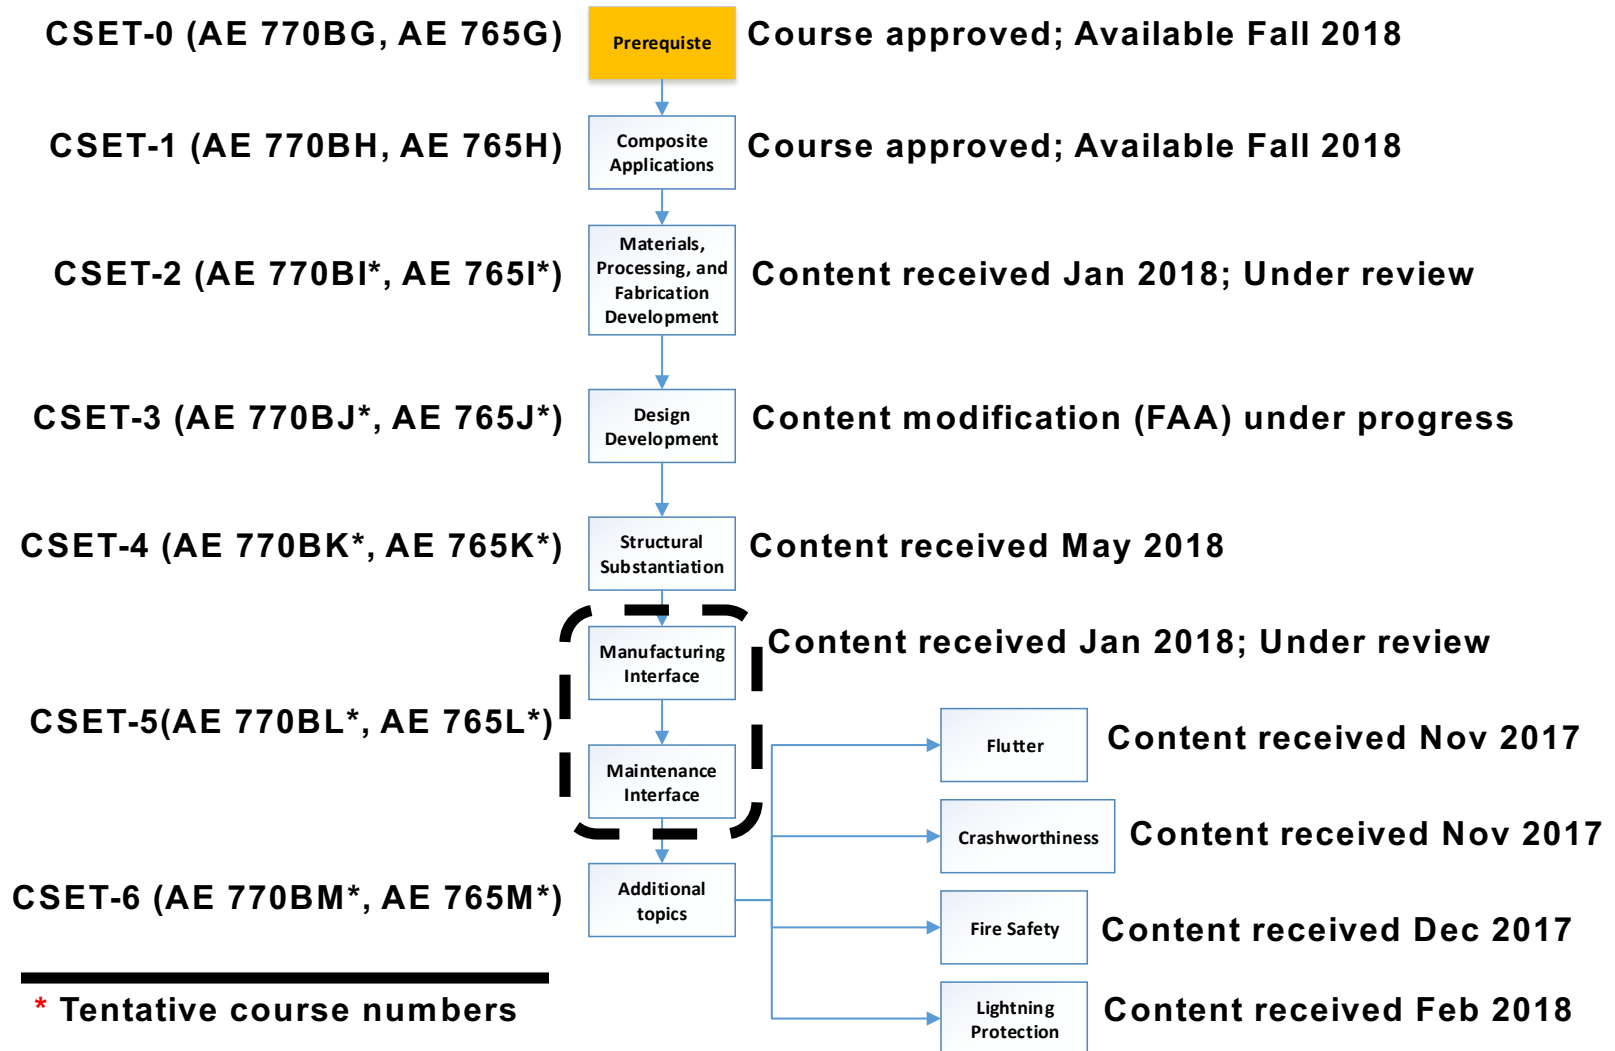 CSET-0 (AE 770BG, AE 765G)
Prerequiste
Course approved; Available Fall 2018
CSET-1 (AE 770BH, AE 765H)
Composite
Applications
Course approved; Available Fall 2018
CSET-2 (AE 770BI*, AE 765I*)
Materials,
Processing, and
Fabrication
Development
Content received Jan 2018; Under review
CSET-3 (AE 770BJ*, AE 765J*)
Design
Development
Content modification (FAA) under progress
CSET-4 (AE 770BK*, AE 765K*)
Structural
Substantiation
Content received May 2018
Manufacturing
Interface
Content received Jan 2018; Under review
CSET-5(AE 770BL*, AE 765L*)
Maintenance
Interface
Flutter
Content received Nov 2017
Crashworthiness
Content received Nov 2017
CSET-6 (AE 770BM*, AE 765M*)
Additional
topics
Fire Safety
Content received Dec 2017
Lightning
Protection
Content received Feb 2018
* Tentative course numbers